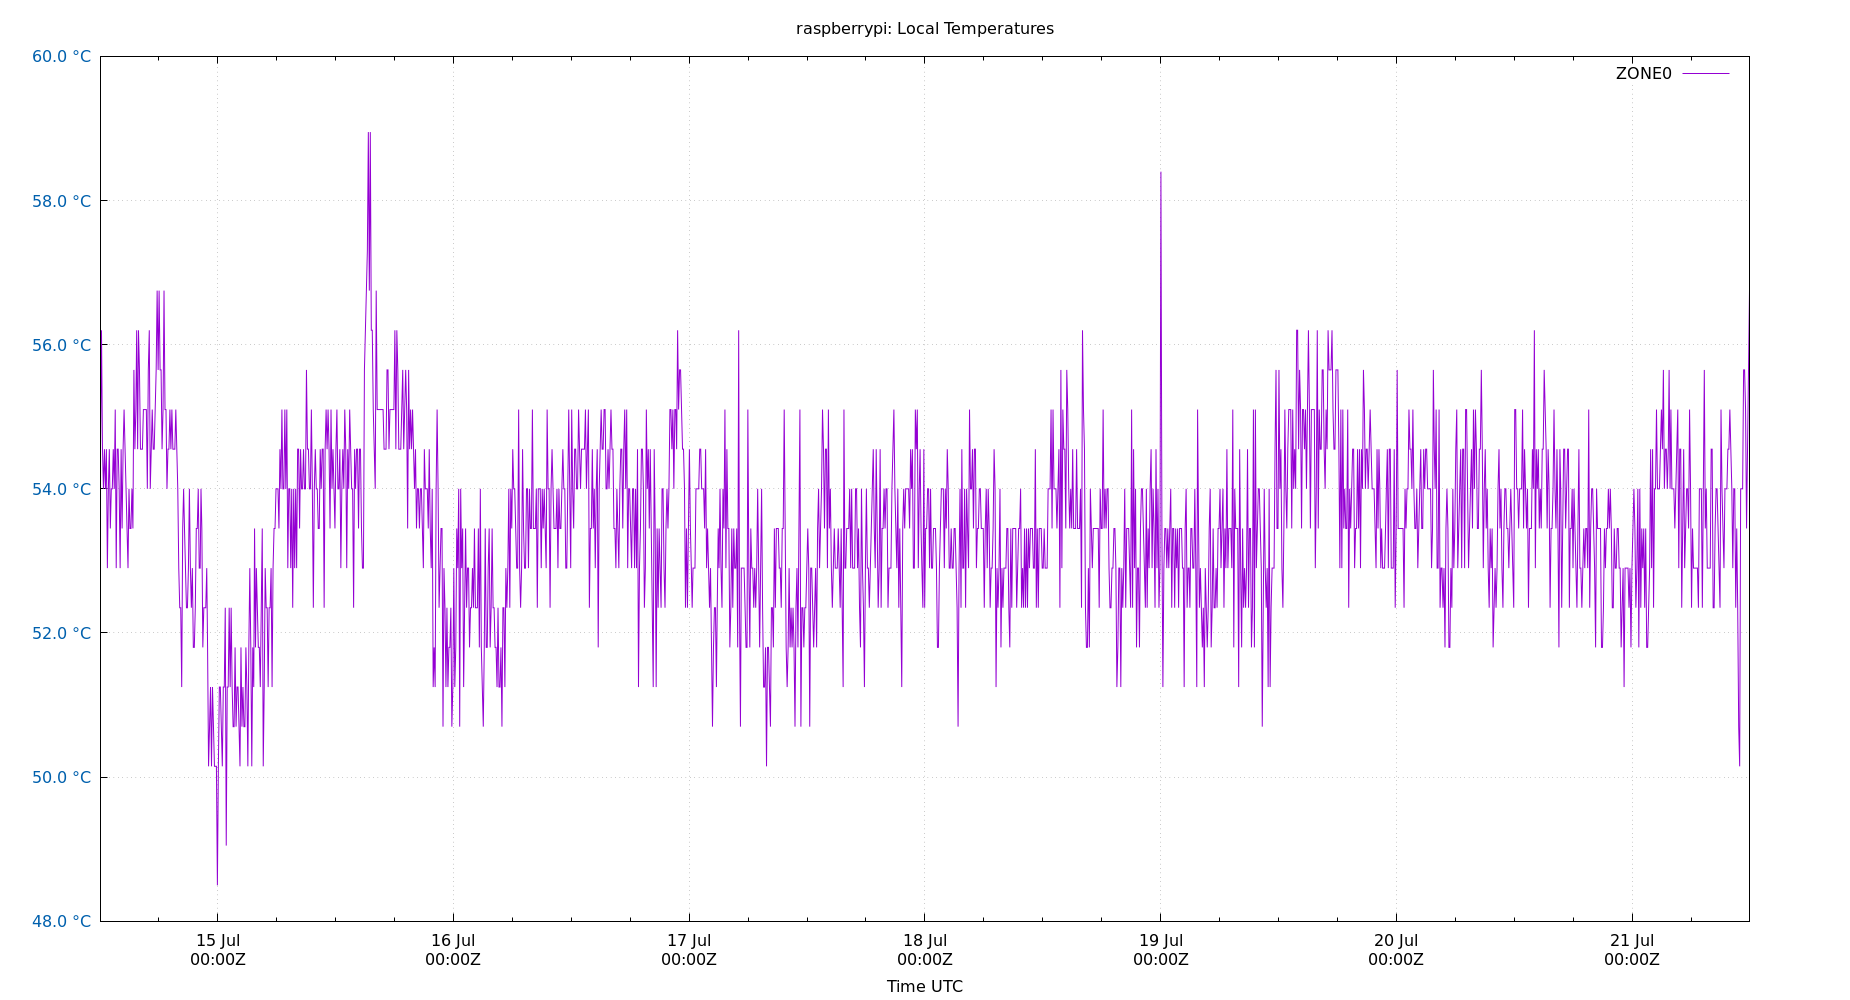 raspberrypi: Local Temperatures
60.0 °C
ZONE0
58.0 °C
56.0 °C
54.0 °C
52.0 °C
50.0 °C
48.0 °C
15 Jul 16 Jul 17 Jul 18 Jul 19 Jul 20 Jul 21 Jul
00:00Z 00:00Z 00:00Z 00:00Z 00:00Z 00:00Z 00:00Z
Time UTC